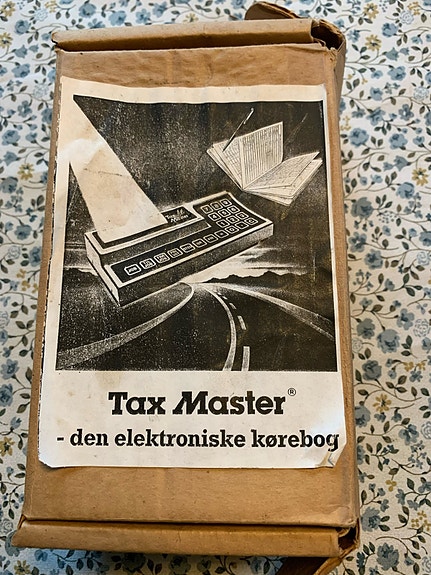 Tax Master®
- den elektroniske kørebog